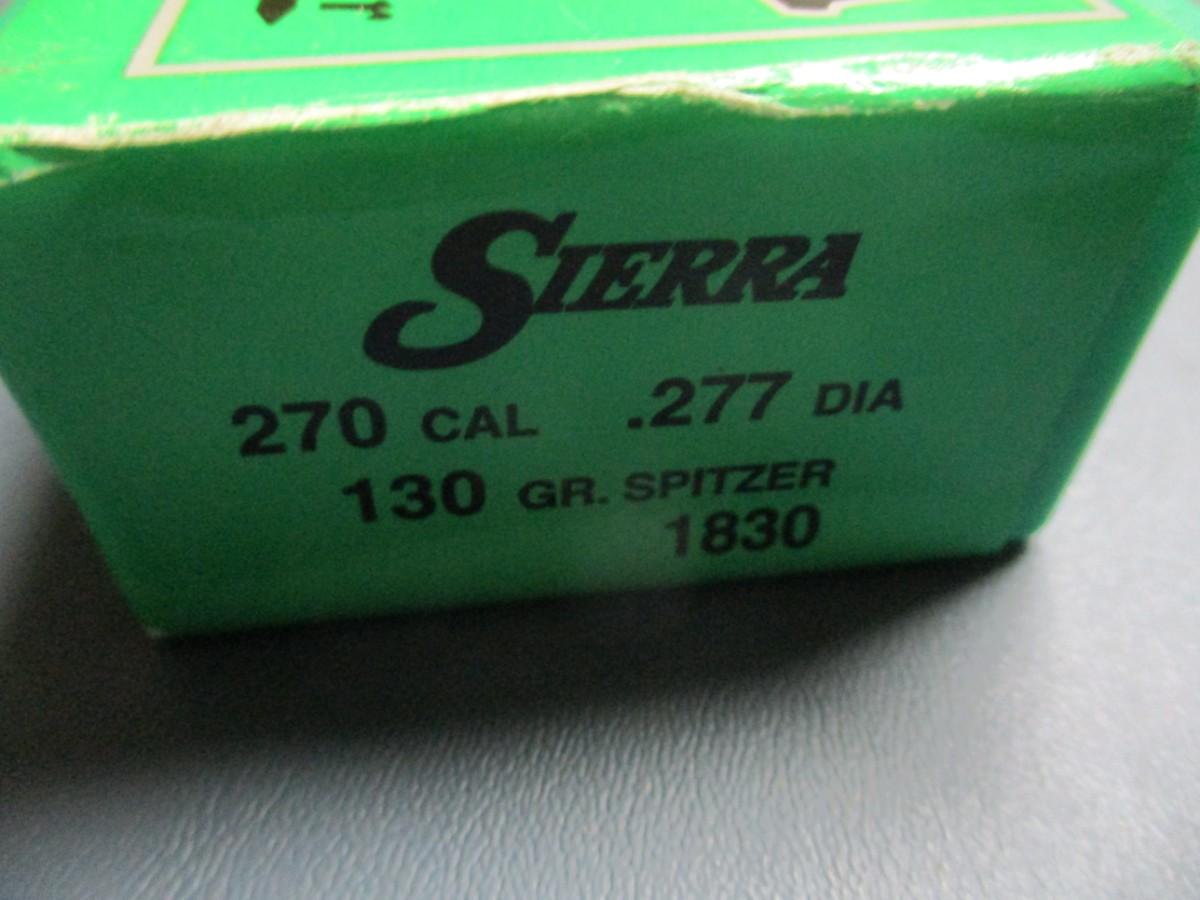 SIERRA
270 CAL .277 DIA
130 GR. SPITZER
1830